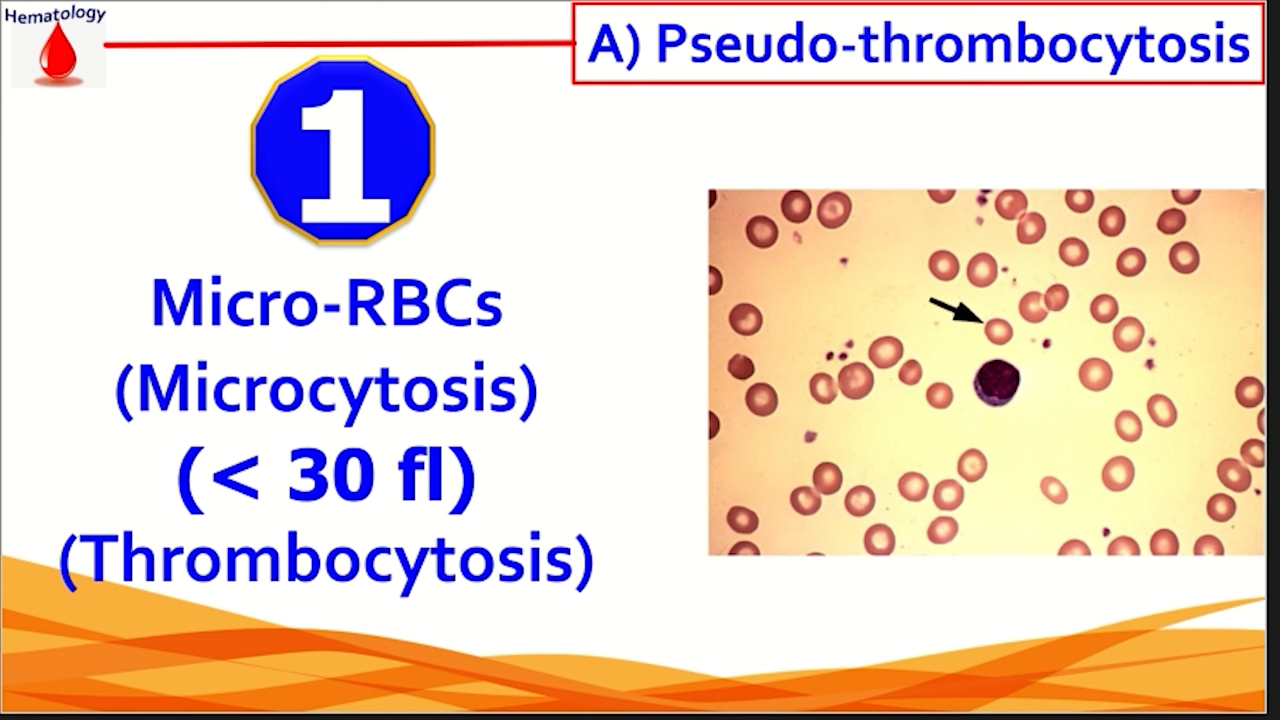 Hematology
A) Pseudo-thrombocytosis
1
Micro-RBCs
(Microcytosis)
(< 30 fl)
(Thrombocytosis)